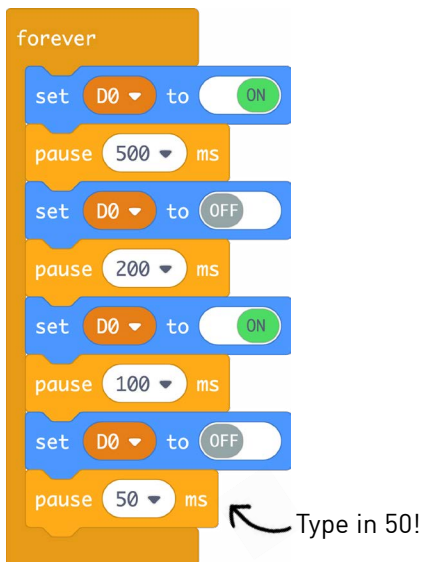 forever
set D0 to ON
pause 500 ms
set D0 to OFF
pause 200 ms
set D0 to ON
pause 100 ms
set D0 to OFF
pause 50 ms
Type in 50!